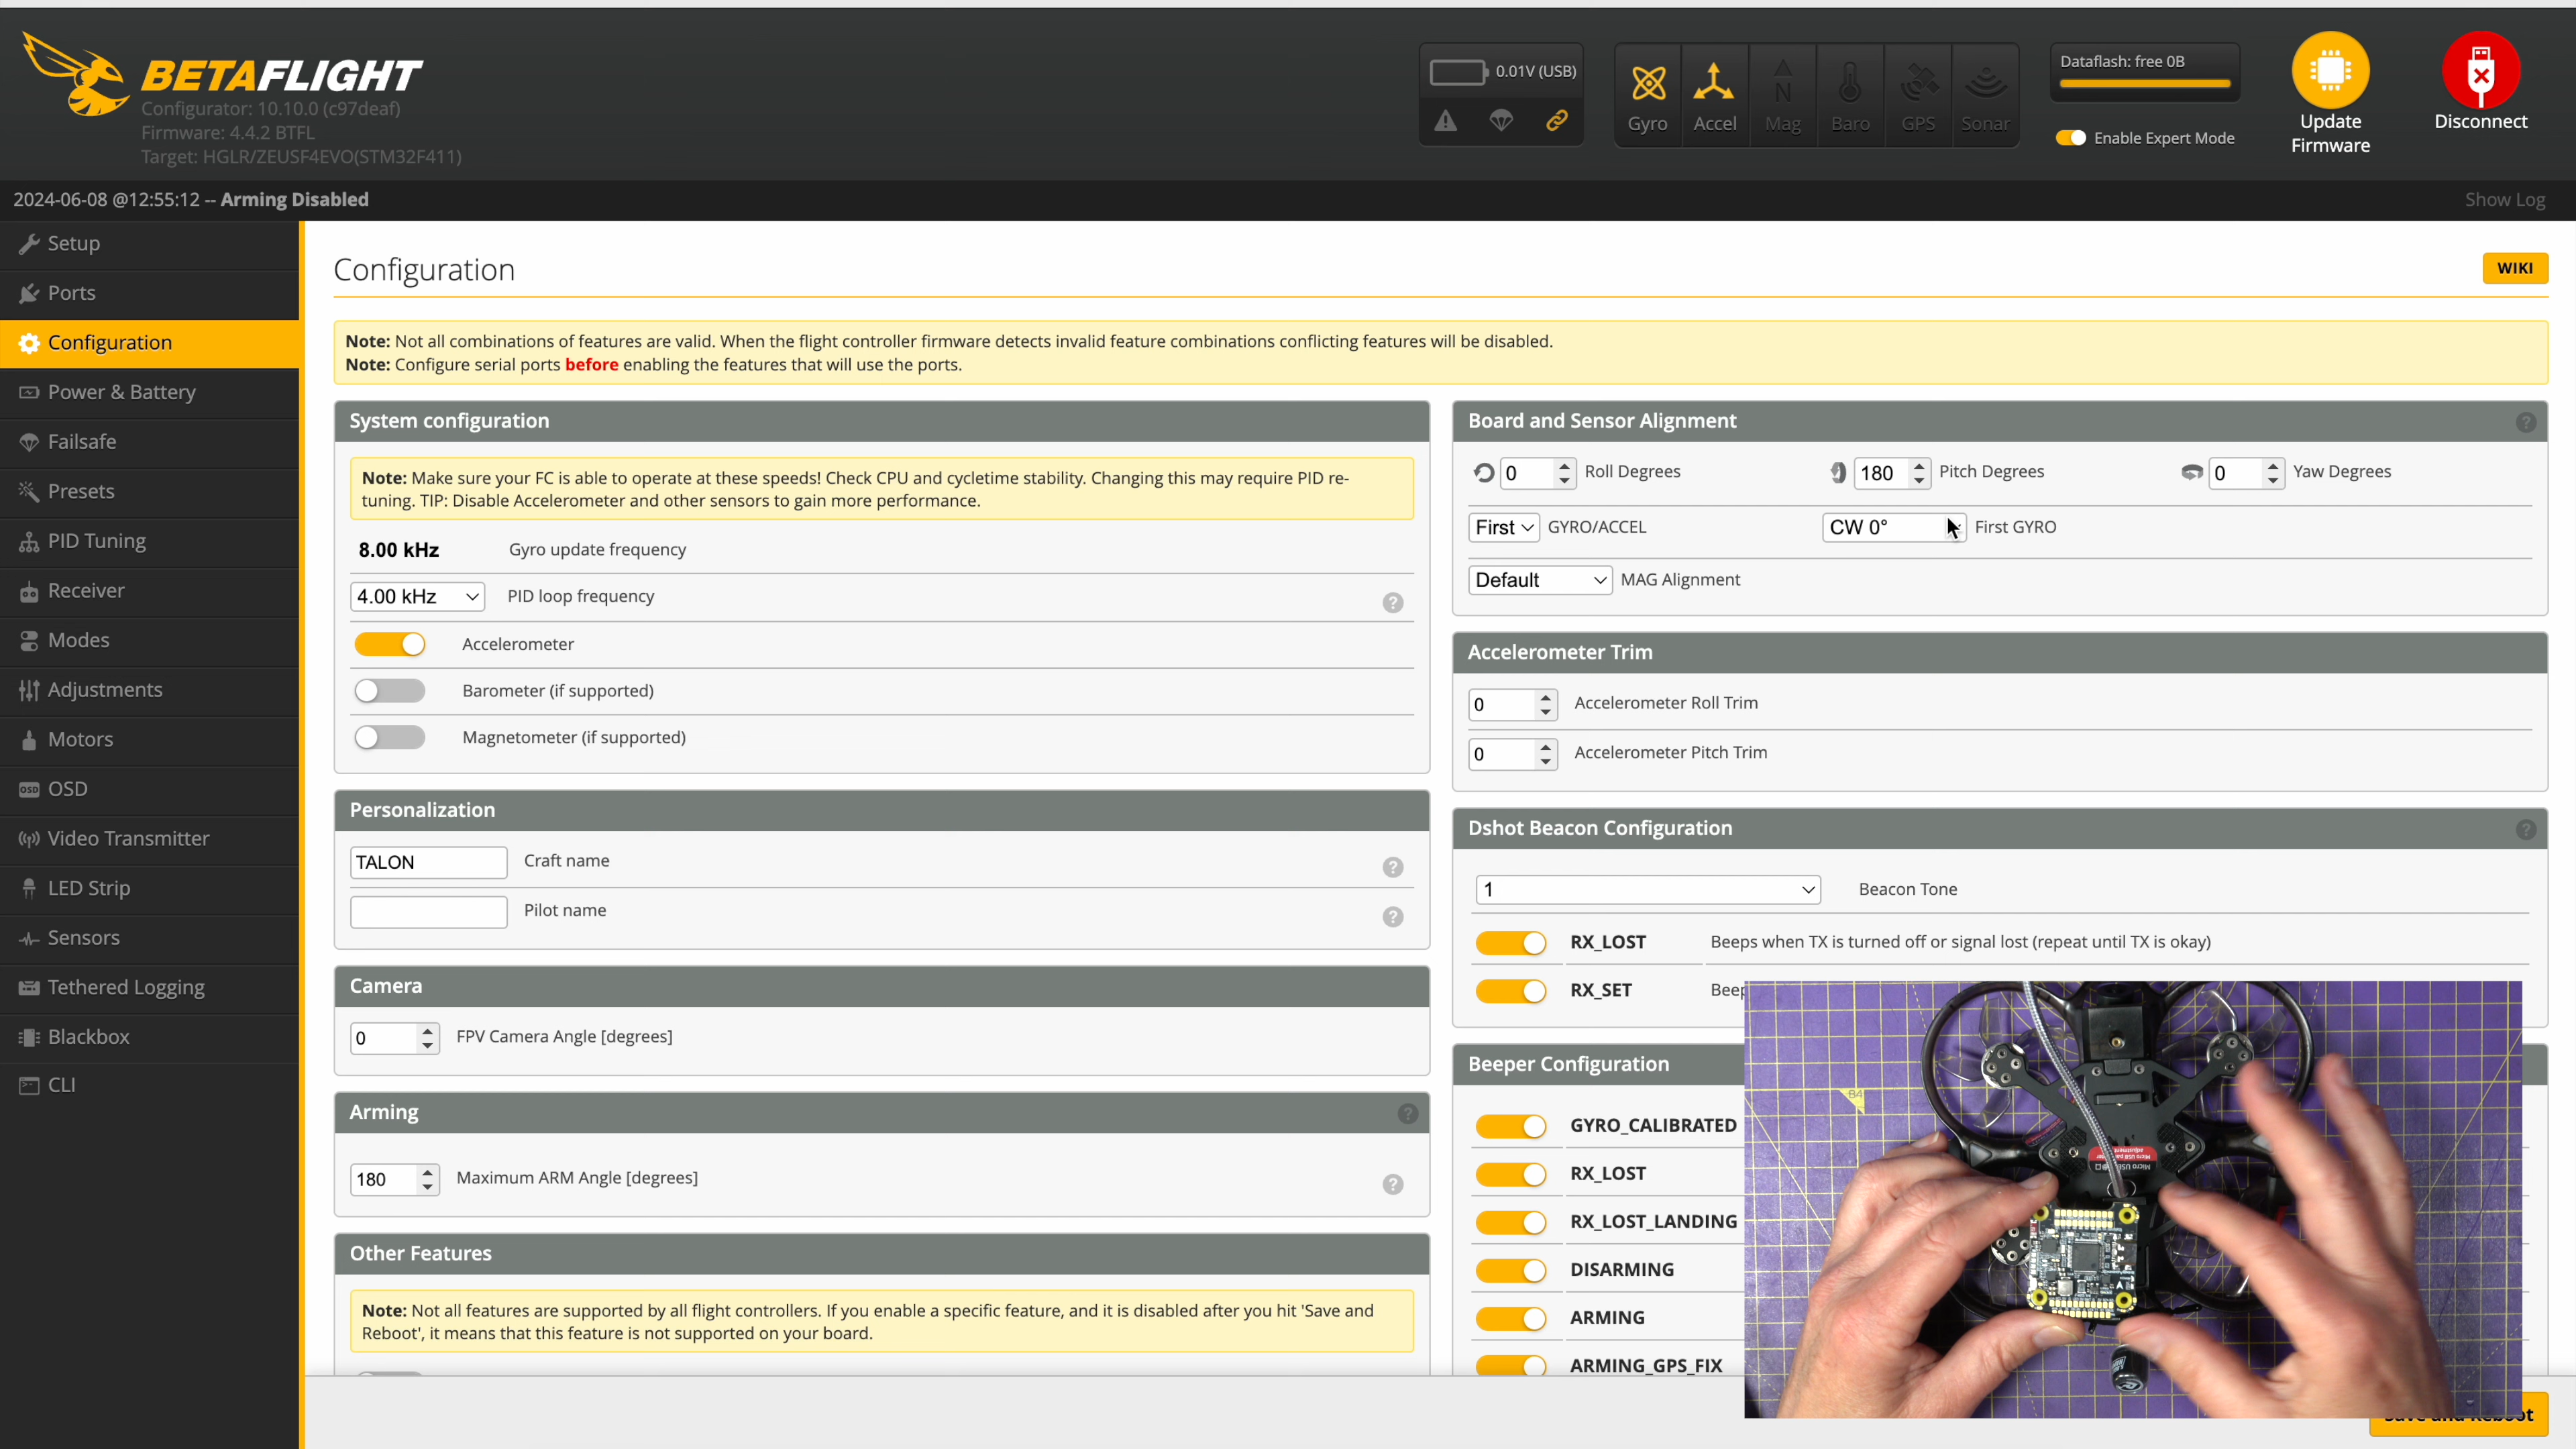 BETAFLIGHT
Configurator: 10.10.0 (c97deaf)
Firmware: 4.4.2 BTFL
Target: HGLR/ZEUSF4EVO(STM32F411)
0.01V (USB)
Gyro
Accel
Mag
Baro
GPS
Sonar
Dataflash: free 0B
Enable Expert Mode
Update
Firmware
Disconnect
2024-06-08 @12:55:12 -- Arming Disabled
Show Log
Setup
Ports
Configuration
Power & Battery
Failsafe
Presets
PID Tuning
Receiver
Modes
Adjustments
Motors
OSD
Video Transmitter
LED Strip
Sensors
Tethered Logging
Blackbox
CLI
Configuration
WIKI
Note: Not all combinations of features are valid. When the flight controller firmware detects invalid feature combinations conflicting features will be disabled.
Note: Configure serial ports before enabling the features that will use the ports.
System configuration
Note: Make sure your FC is able to operate at these speeds! Check CPU and cycletime stability. Changing this may require PID re-
tuning. TIP: Disable Accelerometer and other sensors to gain more performance.
8.00 kHz Gyro update frequency
4.00 kHz PID loop frequency
Accelerometer
Barometer (if supported)
Magnetometer (if supported)
Personalization
TALON Craft name
Pilot name
Camera
0 FPV Camera Angle [degrees]
Arming
180 Maximum ARM Angle [degrees]
Other Features
Note: Not all features are supported by all flight controllers. If you enable a specific feature, and it is disabled after you hit 'Save and
Reboot', it means that this feature is not supported on your board.
Board and Sensor Alignment
0 Roll Degrees 180 Pitch Degrees 0 Yaw Degrees
First GYRO/ACCEL CW 0° First GYRO
Default MAG Alignment
Accelerometer Trim
0 Accelerometer Roll Trim
0 Accelerometer Pitch Trim
Dshot Beacon Configuration
1 Beacon Tone
RX_LOST Beeps when TX is turned off or signal lost (repeat until TX is okay)
RX_SET Beep
Beeper Configuration
GYRO_CALIBRATED
RX_LOST
RX_LOST_LANDING
DISARMING
ARMING
ARMING_GPS_FIX